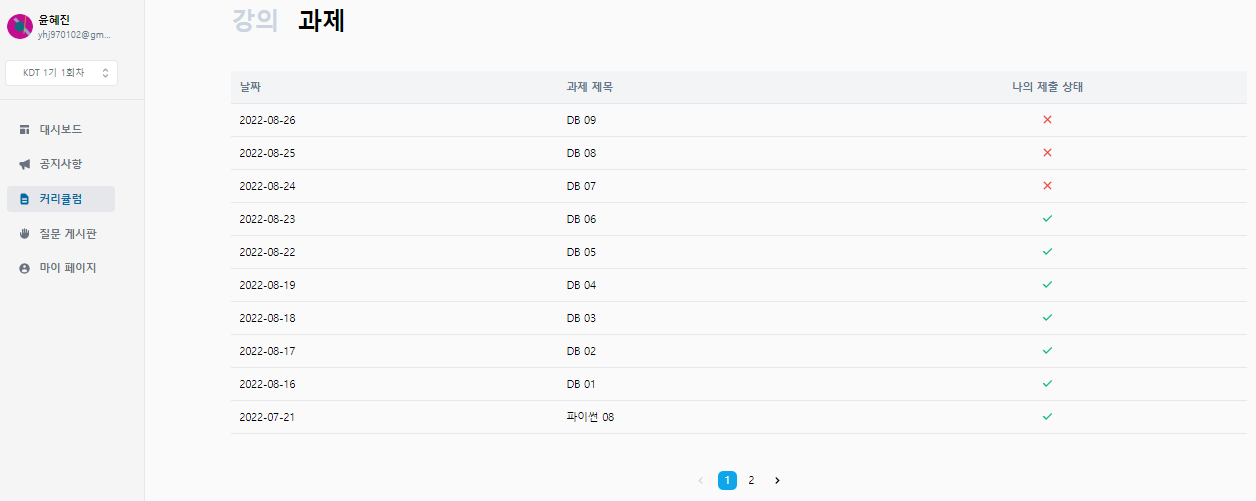 윤혜진
yhj970102@gm...
KDT 1기 1회차
대시보드
공지사항
커리큘럼
질문 게시판
마이 페이지
강의 과제
날짜 과제 제목 나의 제출 상태
2022-08-26 DB 09
2022-08-25 DB 08
2022-08-24 DB 07
2022-08-23 DB 06
2022-08-22 DB 05
2022-08-19 DB 04
2022-08-18 DB 03
2022-08-17 DB 02
2022-08-16 DB 01
2022-07-21 파이썬 08
1 2